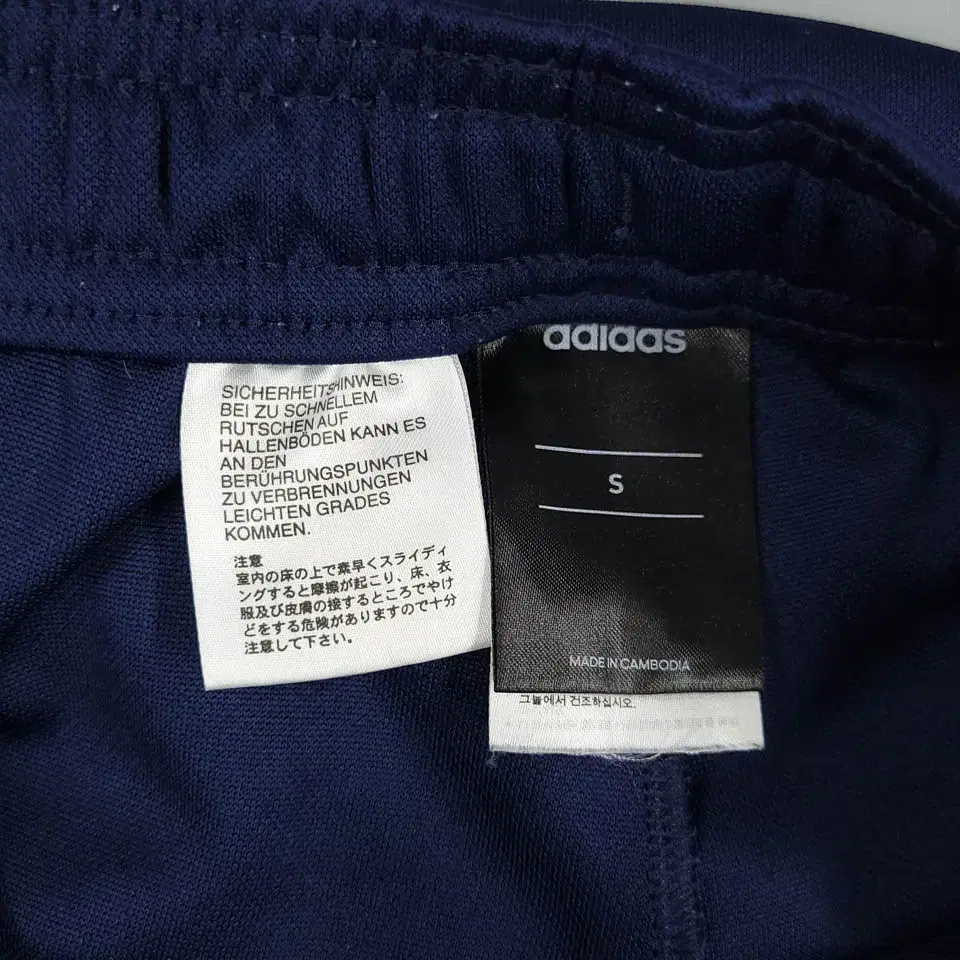 SICHERHEITSHINWEIS:
BEI ZU SCHNELLEM
RUTSCHEN AUF
HALLENBÖDEN KANN ES
AN DEN
BERÜHRUNGSPUNKTEN
ZU VERBRENNUNGEN
LEICHTEN GRADES
KOMMEN.
注意
室内の床の上で素早くスライディ
ングすると摩擦が起こり、床、衣
服及び皮膚の接するところでやけ
どをする危険がありますので十分
注意して下さい。
adidas
S
MADE IN CAMBODIA
그늘에서 건조하십시오.